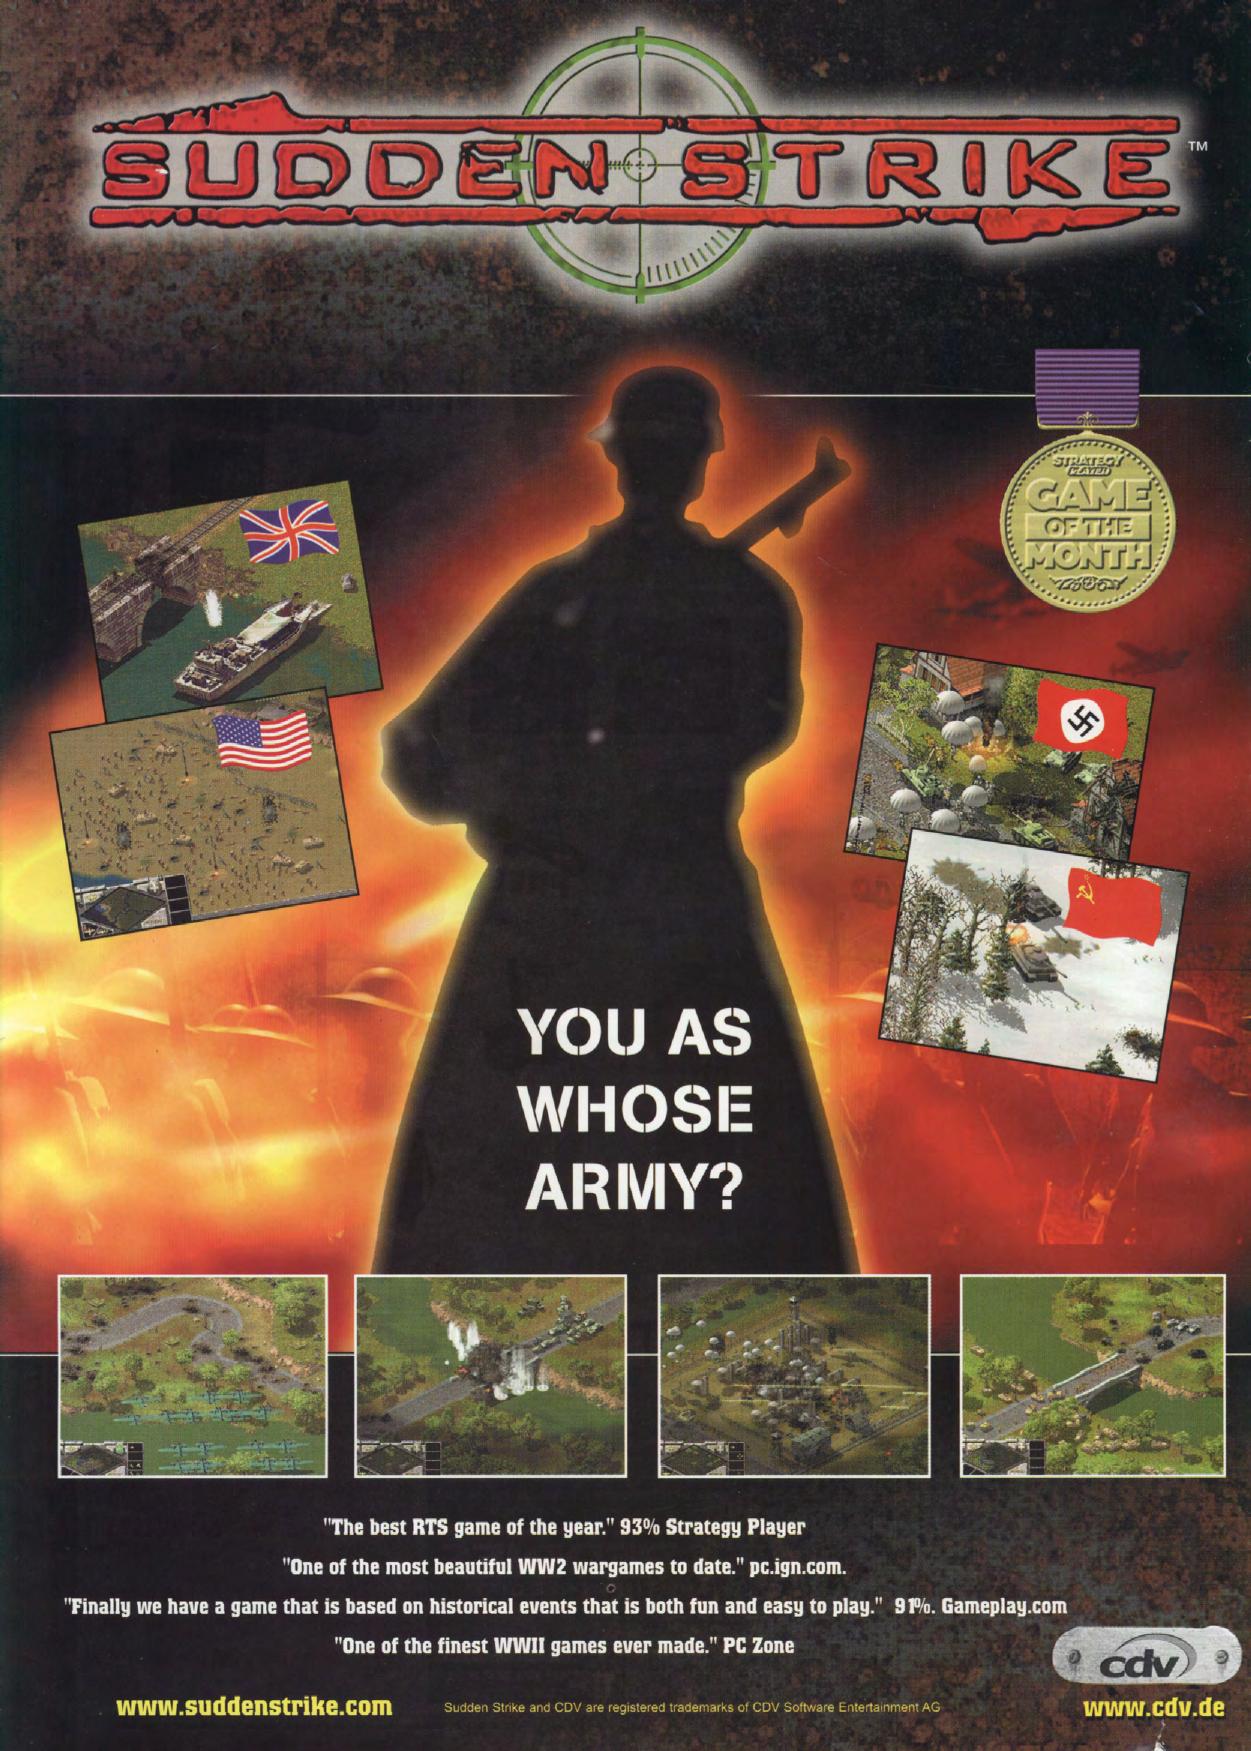 SUDDEN STRIKE™
STRATEGY
PLAYER
GAME
OF THE
MONTH
YOU AS
WHOSE
ARMY?
"The best RTS game of the year." 93% Strategy Player
"One of the most beautiful WW2 wargames to date." pc.ign.com.
"Finally we have a game that is based on historical events that is both fun and easy to play." 91%. Gameplay.com
"One of the finest WWII games ever made." PC Zone
cdv
www.suddenstrike.com
Sudden Strike and CDV are registered trademarks of CDV Software Entertainment AG
www.cdv.de